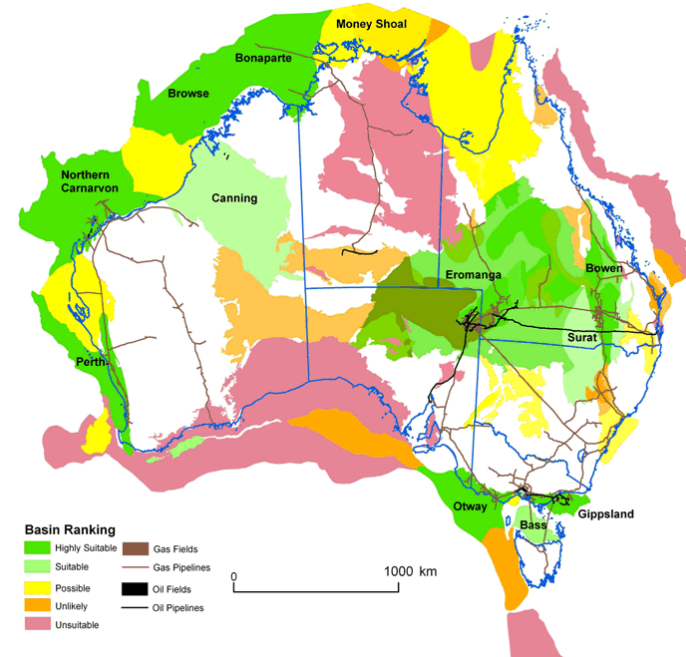 Money Shoal
Bonaparte
Browse
Northern
Carnarvon
Canning
Eromanga
Bowen
Surat
Perth
Otway
Gippsland
Bass
Basin Ranking
Highly Suitable
Suitable
Possible
Unlikely
Unsuitable
Gas Fields
Gas Pipelines
Oil Fields
Oil Pipelines
0 1000 km